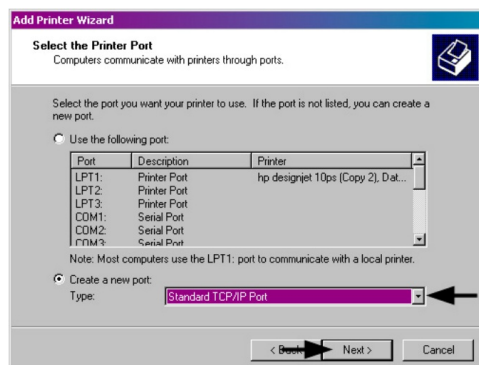 Add Printer Wizard
Select the Printer Port
Computers communicate with printers through ports.
Select the port you want your printer to use. If the port is not listed, you can create a
new port.
Use the following port:
Port Description Printer
LPT1: Printer Port hp designjet 10ps (Copy 2), Dat...
LPT2: Printer Port
LPT3: Printer Port
COM1: Serial Port
COM2: Serial Port
COM3: Serial Port
Note: Most computers use the LPT1: port to communicate with a local printer.
Create a new port:
Type: Standard TCP/IP Port
< Back Next > Cancel